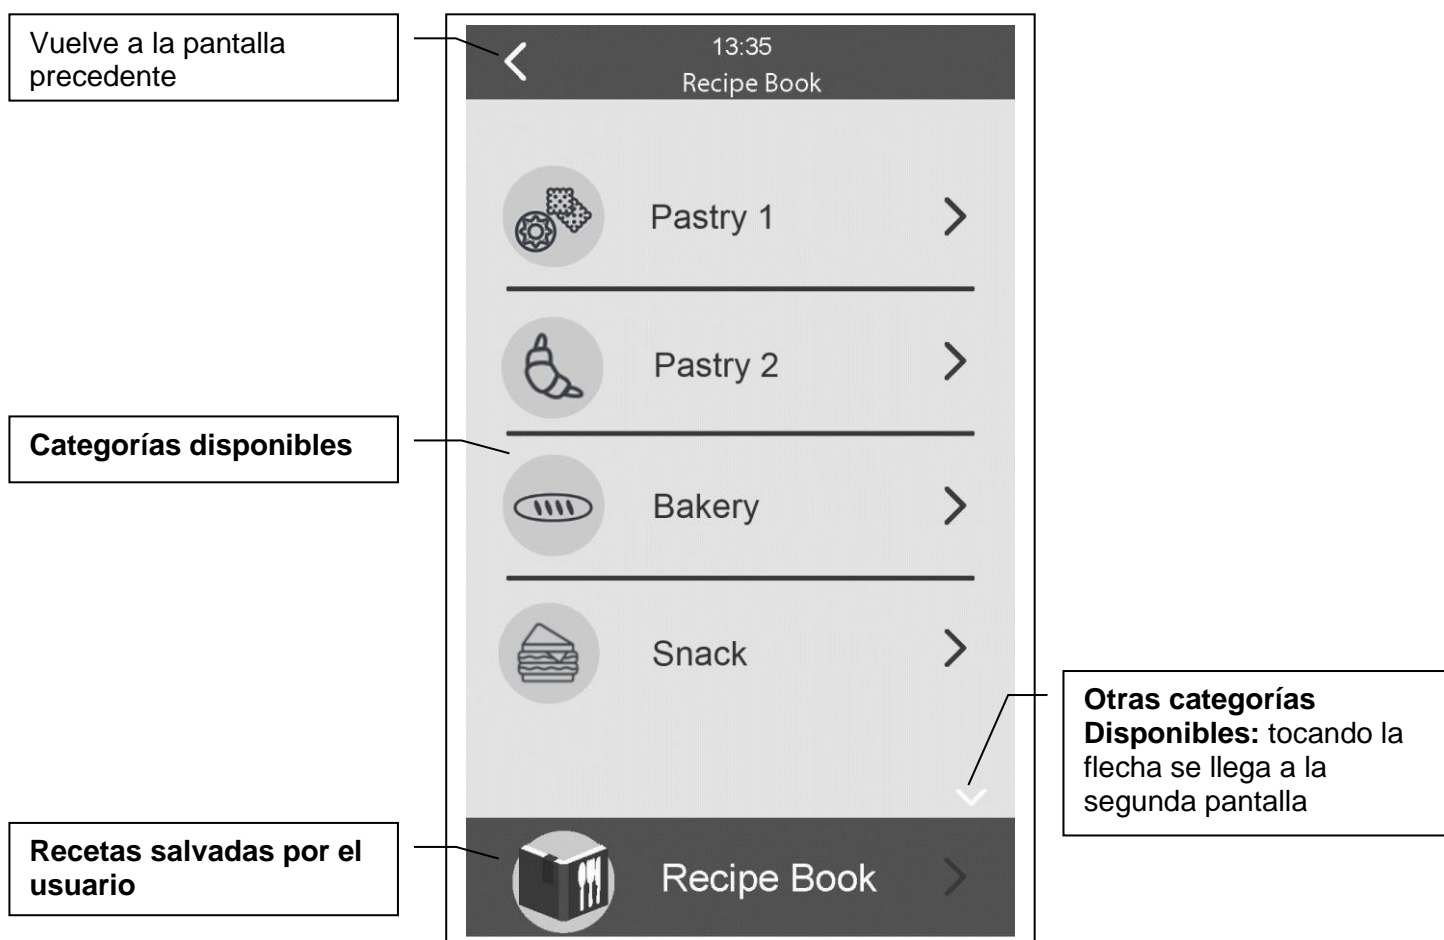 Vuelve a la pantalla
precedente
13:35
Recipe Book
Pastry 1
Pastry 2
Categorías disponibles
Bakery
Snack
Otras categorías
Disponibles: tocando la
flecha se llega a la
segunda pantalla
Recetas salvadas por el
usuario
Recipe Book